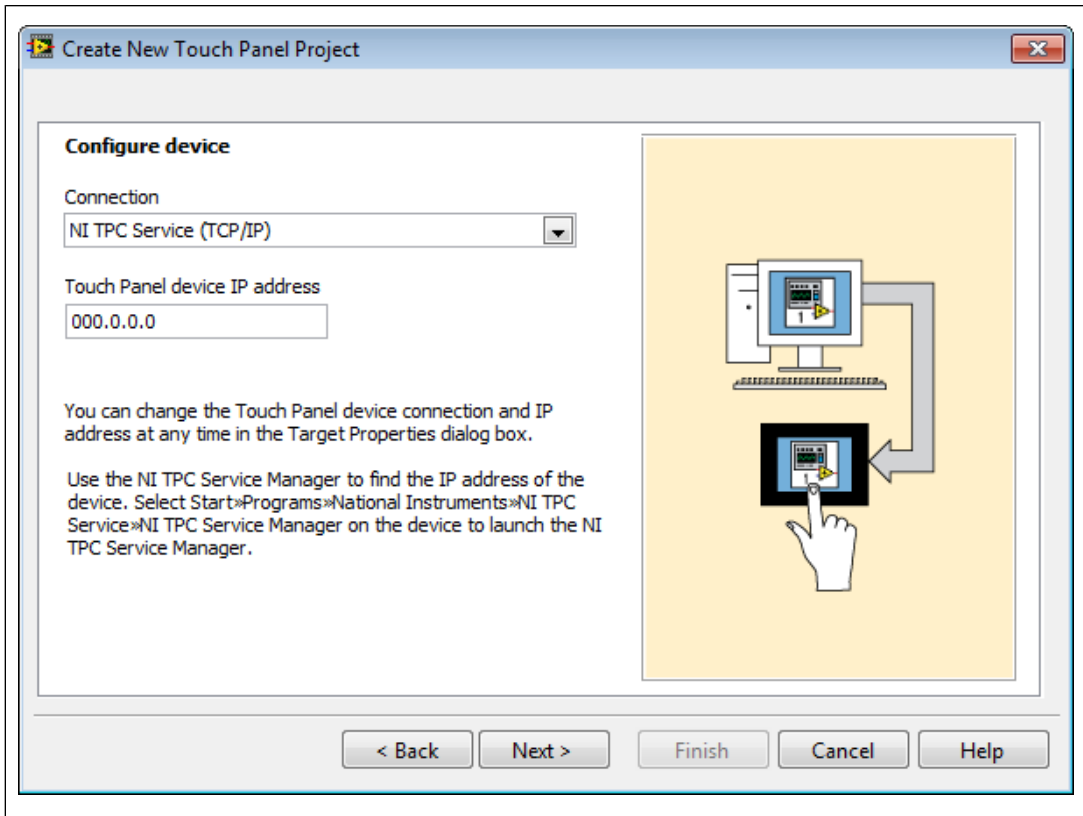 Create New Touch Panel Project
Configure device
Connection
NI TPC Service (TCP/IP)
Touch Panel device IP address
000.0.0.0
You can change the Touch Panel device connection and IP
address at any time in the Target Properties dialog box.
Use the NI TPC Service Manager to find the IP address of the
device. Select Start»Programs»National Instruments»NI TPC
Service»NI TPC Service Manager on the device to launch the NI
TPC Service Manager.
1
1
< Back
Next >
Finish
Cancel
Help